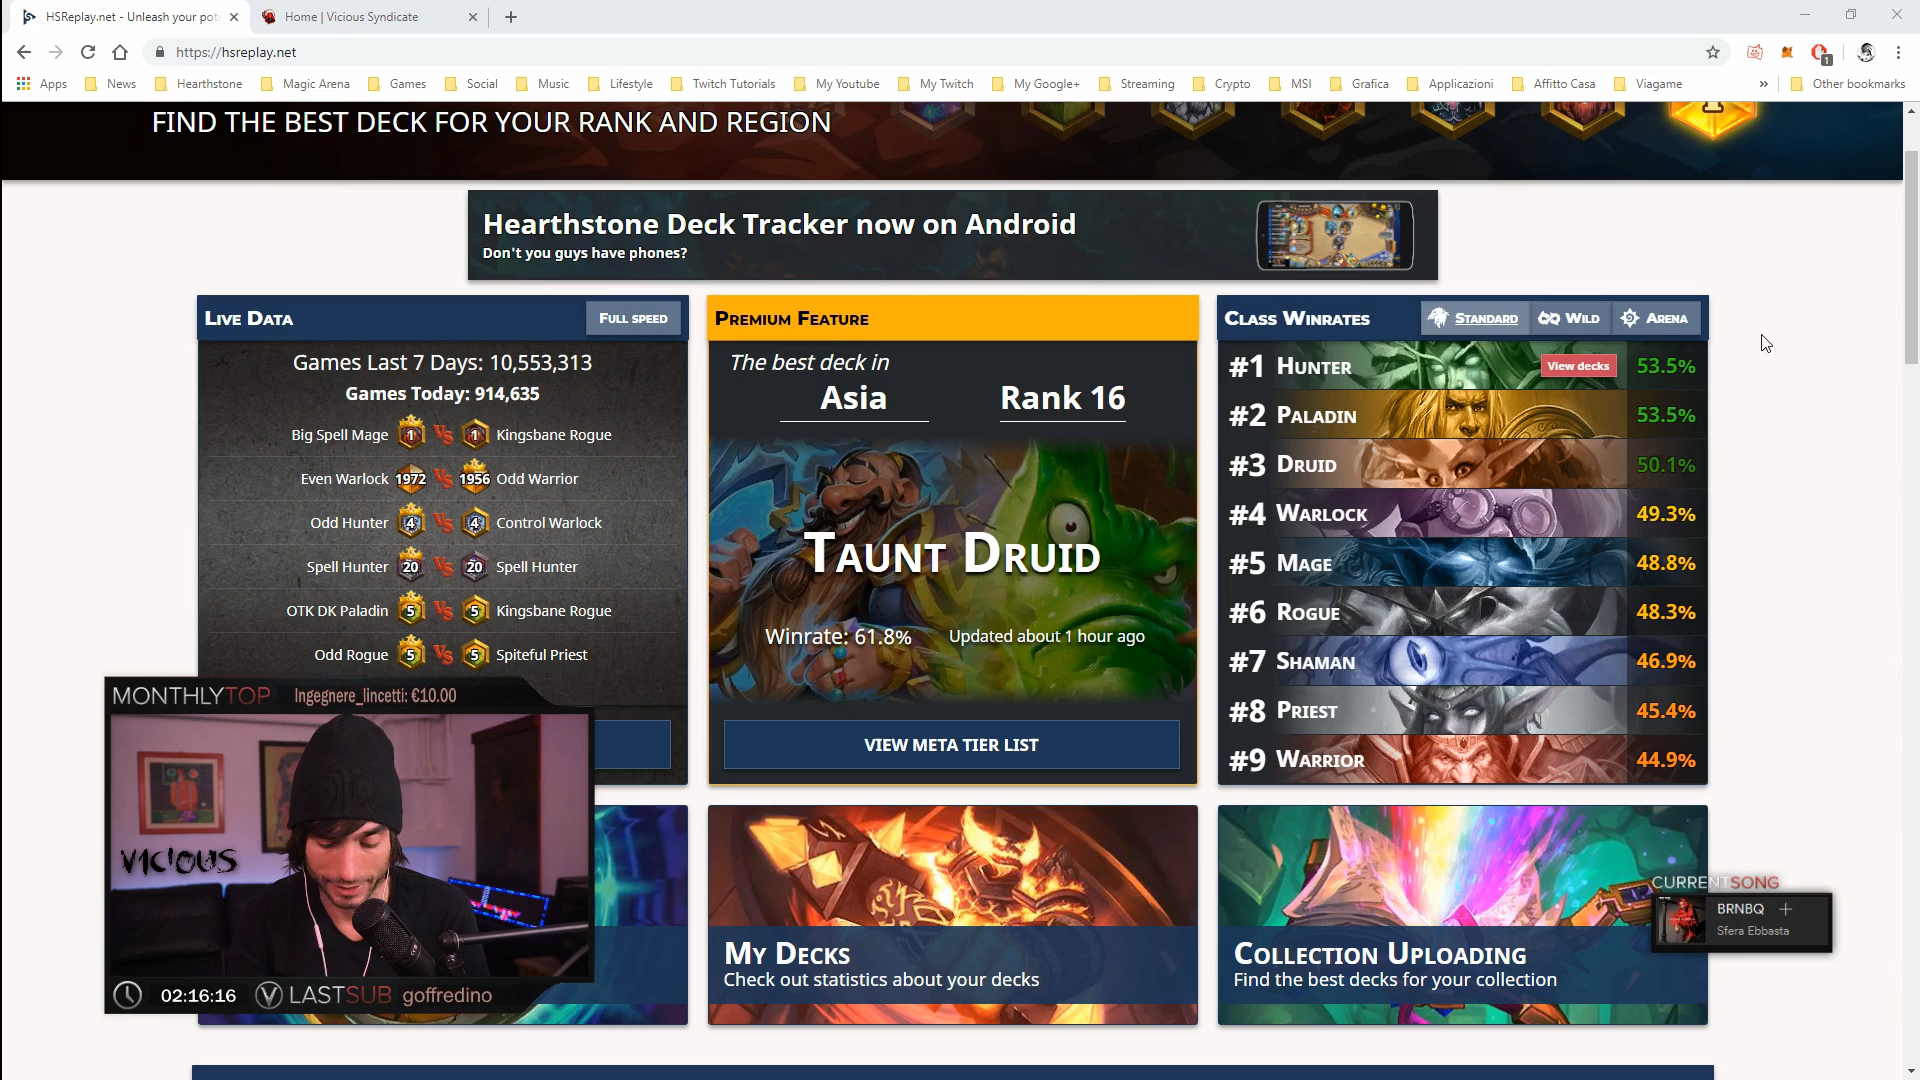 HSReplay.net - Unleash your pot
Home | Vicious Syndicate
https://hsreplay.net
1
Apps
News
Hearthstone
Magic Arena
Games
Social
Music
Lifestyle
Twitch Tutorials
My Youtube
My Twitch
My Google+
Streaming
Crypto
MSI
Grafica
Applicazioni
Affitto Casa
Viagame
»
Other bookmarks
FIND THE BEST DECK FOR YOUR RANK AND REGION
Hearthstone Deck Tracker now on Android
Don't you guys have phones?
LIVE DATA
FULL SPEED
Games Last 7 Days: 10,553,313
Games Today: 914,635
Big Spell Mage 1 VS 1 Kingsbane Rogue
Even Warlock 1972 VS 1956 Odd Warrior
Odd Hunter 4 VS 4 Control Warlock
Spell Hunter 20 VS 20 Spell Hunter
OTK DK Paladin 5 VS 5 Kingsbane Rogue
Odd Rogue 5 VS 5 Spiteful Priest
PREMIUM FEATURE
The best deck in
Asia
Rank 16
TAUNT DRUID
Winrate: 61.8%
Updated about 1 hour ago
VIEW META TIER LIST
CLASS WINRATES
STANDARD
WILD
ARENA
#1 HUNTER View decks 53.5%
#2 PALADIN 53.5%
#3 DRUID 50.1%
#4 WARLOCK 49.3%
#5 MAGE 48.8%
#6 ROGUE 48.3%
#7 SHAMAN 46.9%
#8 PRIEST 45.4%
#9 WARRIOR 44.9%
MONTHLYTOP Ingegnere_lincetti: €10.00
VICIOUS
02:16:16
LASTSUB goffredino
MY DECKS
Check out statistics about your decks
COLLECTION UPLOADING
Find the best decks for your collection
CURRENTSONG
BRNBQ
Sfera Ebbasta